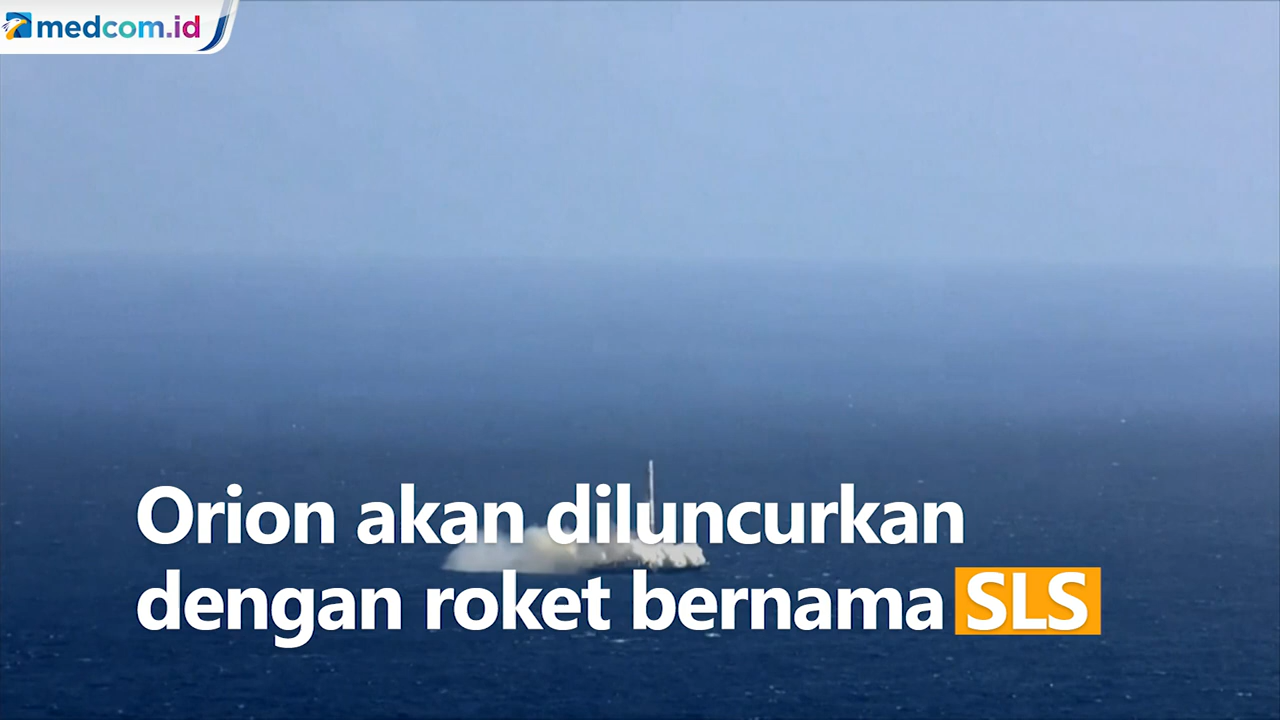 medcom.id
Orion akan diluncurkan
dengan roket bernama SLS